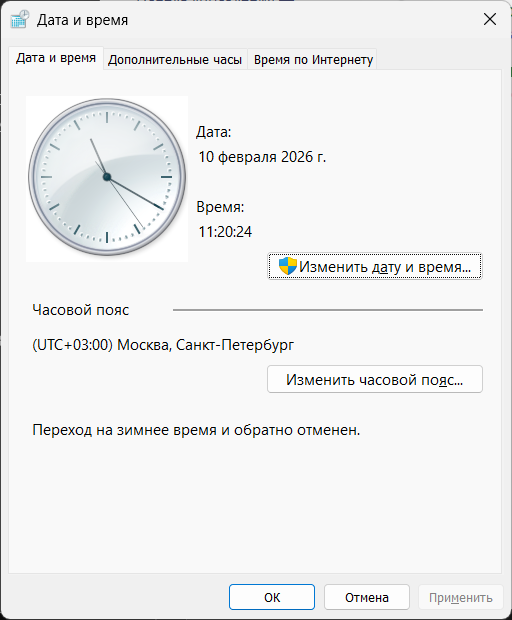 Дата и время
Дата и время
Дополнительные часы
Время по Интернету
Дата:
10 февраля 2026 г.
Время:
11:20:24
Изменить дату и время...
Часовой пояс
(UTC+03:00) Москва, Санкт-Петербург
Изменить часовой пояс...
Переход на зимнее время и обратно отменен.
ОК
Отмена
Применить